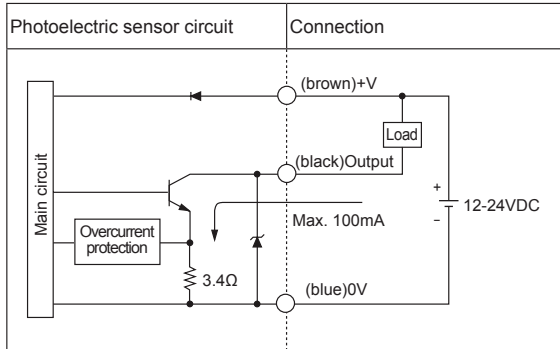 Photoelectric sensor circuit
Connection
(brown)+V
Load
(black)Output
Main circuit
+
12-24VDC
-
Max. 100mA
Overcurrent
protection
3.4Ω
(blue)0V